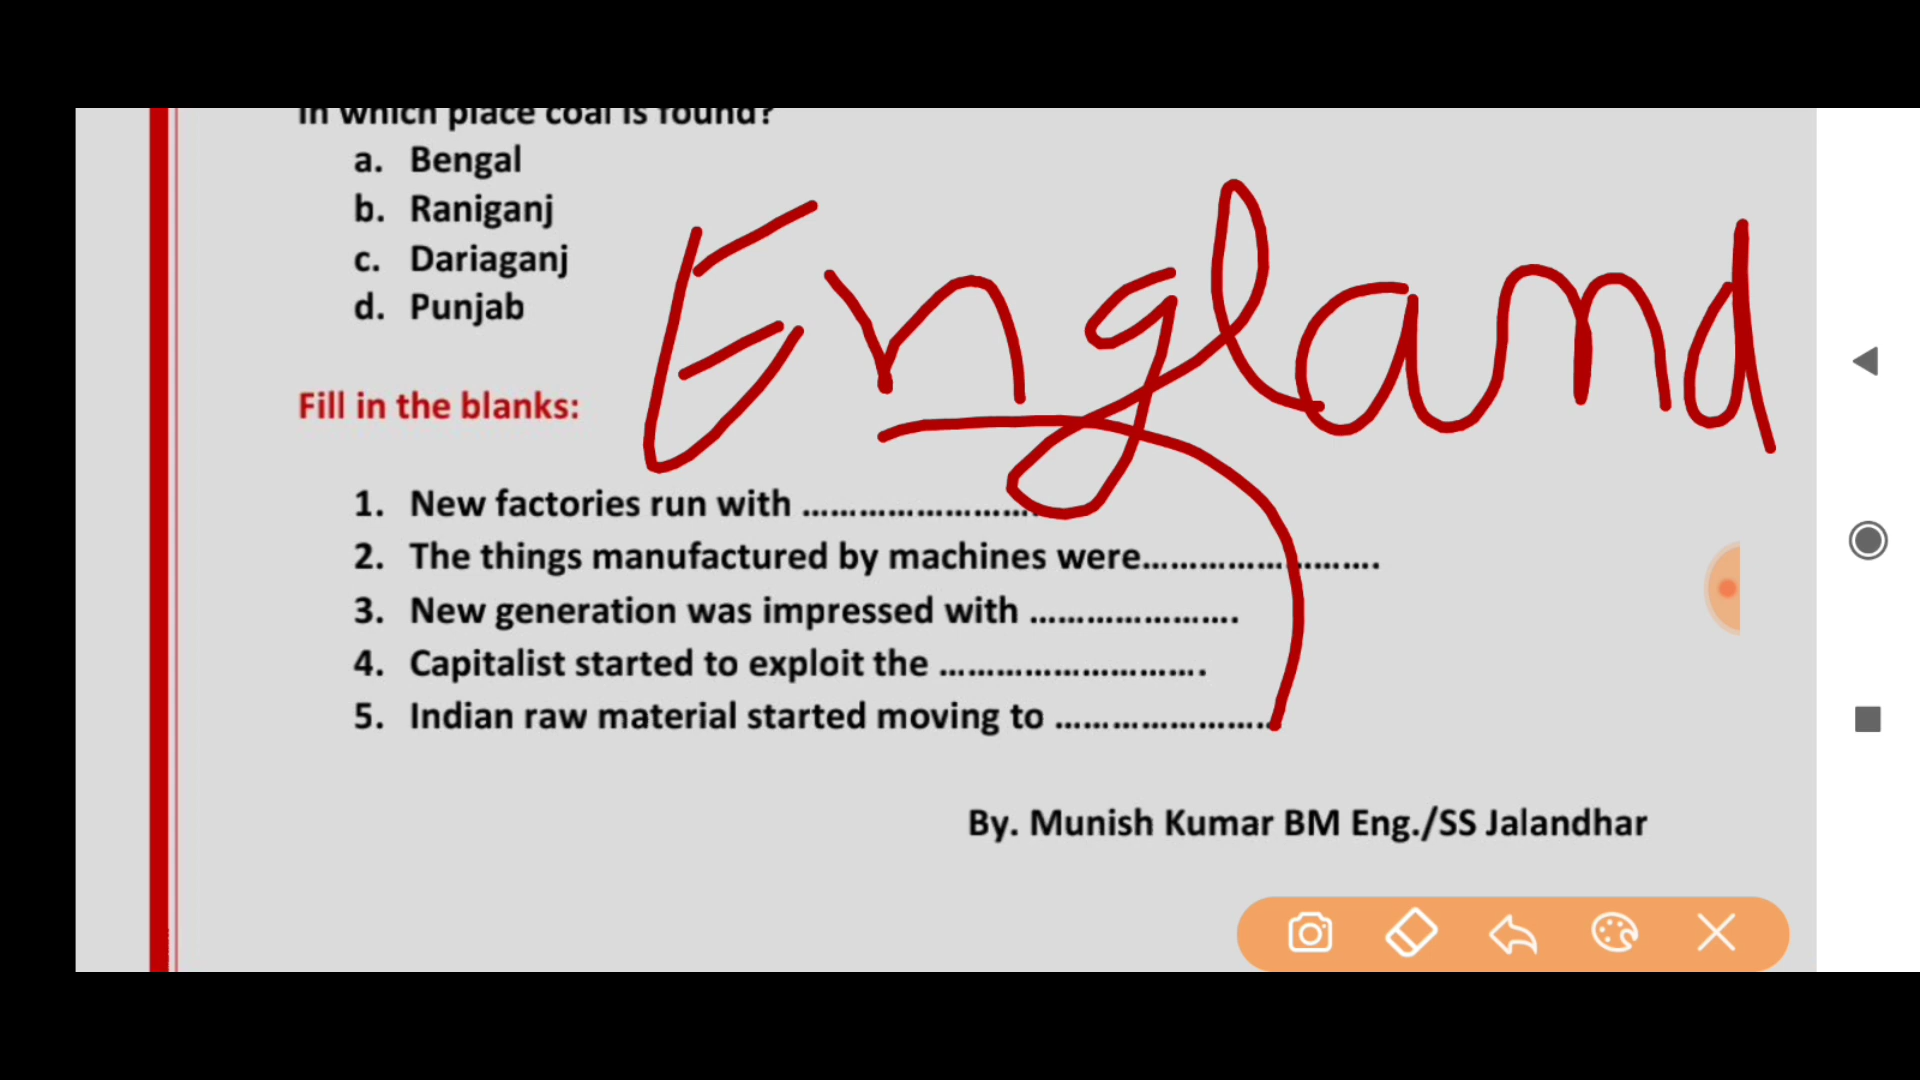 In which place coal is found?
a. Bengal
b. Raniganj
c. Dariaganj
d. Punjab
England
Fill in the blanks:
1. New factories run with ........................
2. The things manufactured by machines were.........................
3. New generation was impressed with ......................
4. Capitalist started to exploit the ............................
5. Indian raw material started moving to .......................
By. Munish Kumar BM Eng./SS Jalandhar